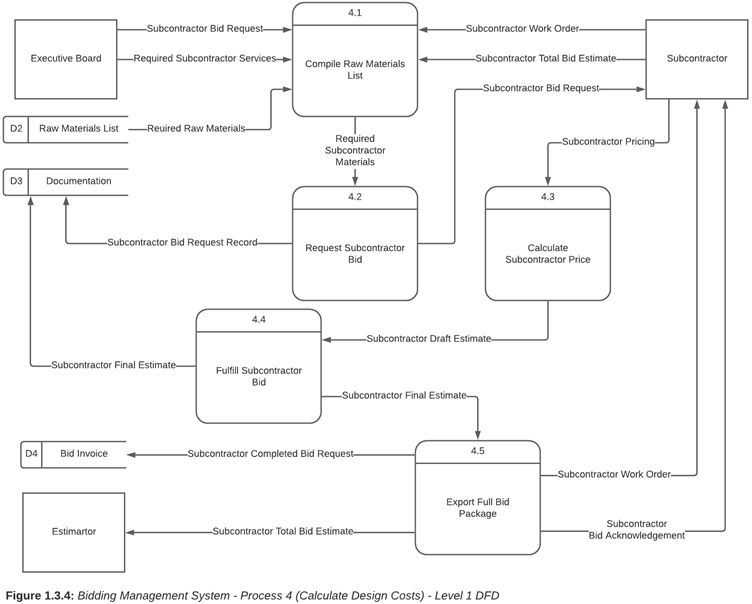 4.1
Subcontractor Bid Request
Subcontractor Work Order
Executive Board
Required Subcontractor Services
Compile Raw Materials
List
Subcontractor Total Bid Estimate
Subcontractor
Subcontractor Bid Request
D2 Raw Materials List
Reuired Raw Materials
Required
Subcontractor
Materials
Subcontractor Pricing
D3 Documentation
4.2
4.3
Subcontractor Bid Request Record
Request Subcontractor
Bid
Calculate
Subcontractor Price
4.4
Subcontractor Draft Estimate
Subcontractor Final Estimate
Fulfill Subcontractor
Bid
Subcontractor Final Estimate
D4 Bid Invoice
Subcontractor Completed Bid Request
4.5
Subcontractor Work Order
Export Full Bid
Package
Estimartor
Subcontractor Total Bid Estimate
Subcontractor
Bid Acknowledgement
Figure 1.3.4: Bidding Management System - Process 4 (Calculate Design Costs) - Level 1 DFD